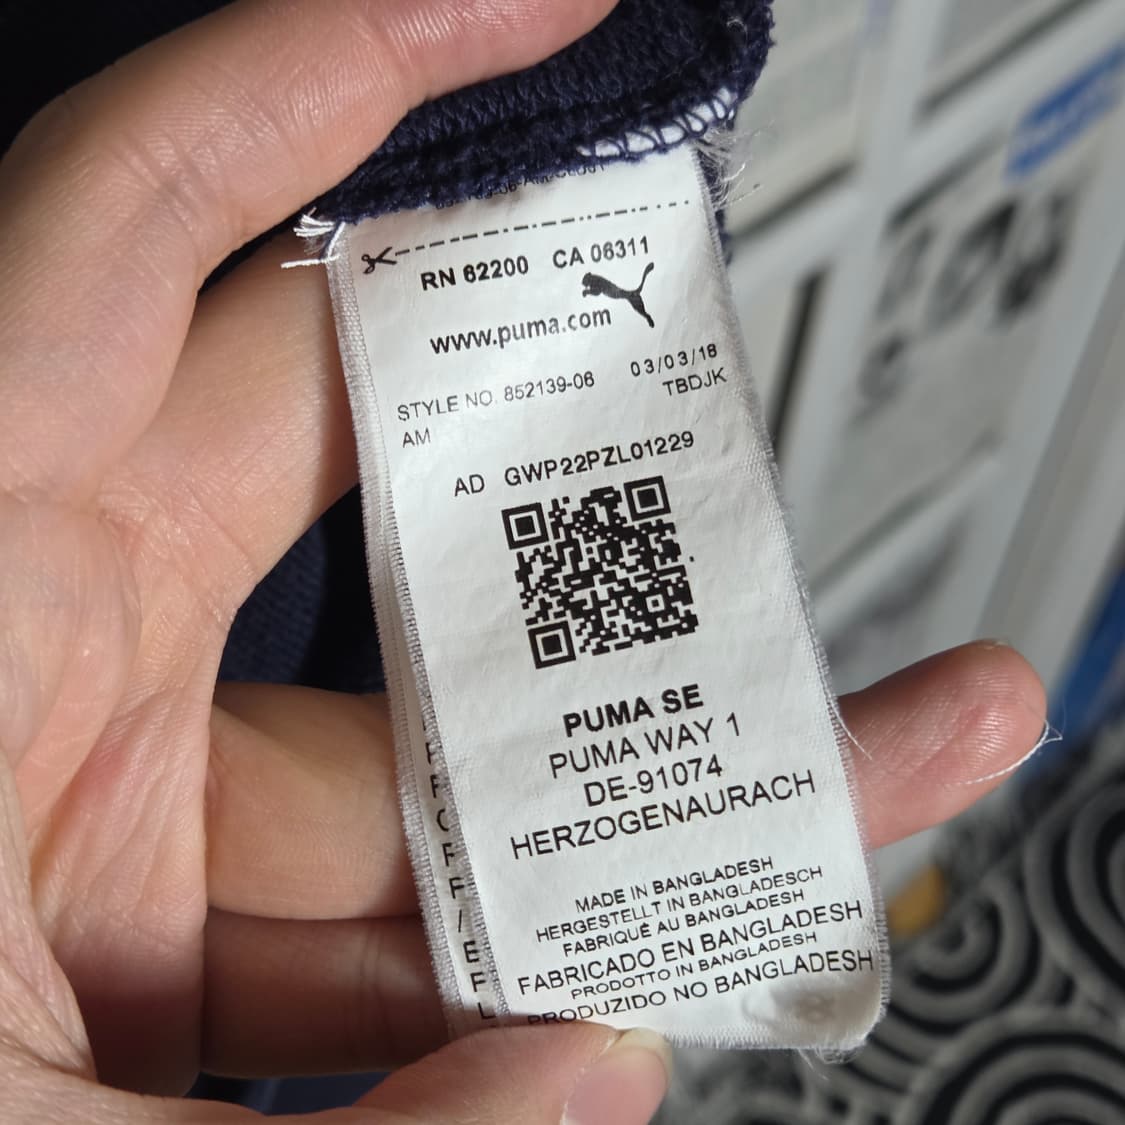 RN 62200 CA 06311
www.puma.com
STYLE NO. 852139-06 03/03/18
AM TBDJK
AD GWP22PZL01229
PUMA SE
PUMA WAY 1
DE-91074
HERZOGENAURACH
MADE IN BANGLADESH
HERGESTELLT IN BANGLADESCH
FABRIQUÉ AU BANGLADESH
FABRICADO EN BANGLADESH
PRODOTTO IN BANGLADESH
PRODUZIDO NO BANGLADESH